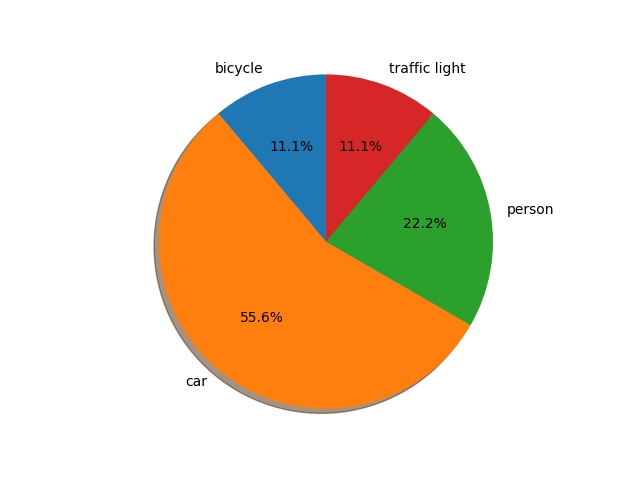 bicycle
traffic light
11.1%
11.1%
person
22.2%
55.6%
car